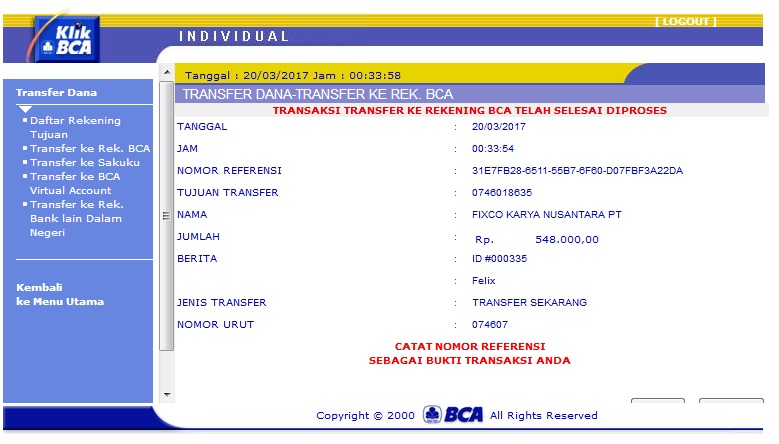 Klik
BCA
INDIVIDUAL
[ LOGOUT ]
Tanggal : 20/03/2017 Jam : 00:33:58
TRANSFER DANA-TRANSFER KE REK. BCA
TRANSAKSI TRANSFER KE REKENING BCA TELAH SELESAI DIPROSES
Transfer Dana
Daftar Rekening
Tujuan
Transfer ke Rek. BCA
Transfer ke Sakuku
Transfer ke BCA
Virtual Account
Transfer ke Rek.
Bank lain Dalam
Negeri
Kembali
ke Menu Utama
TANGGAL : 20/03/2017
JAM : 00:33:54
NOMOR REFERENSI : 31E7FB28-6511-55B7-6F60-D07FBF3A22DA
TUJUAN TRANSFER : 0746018635
NAMA : FIXCO KARYA NUSANTARA PT
JUMLAH : Rp. 548.000,00
BERITA : ID #000335
: Felix
JENIS TRANSFER : TRANSFER SEKARANG
NOMOR URUT : 074607
CATAT NOMOR REFERENSI
SEBAGAI BUKTI TRANSAKSI ANDA
Copyright © 2000 BCA All Rights Reserved